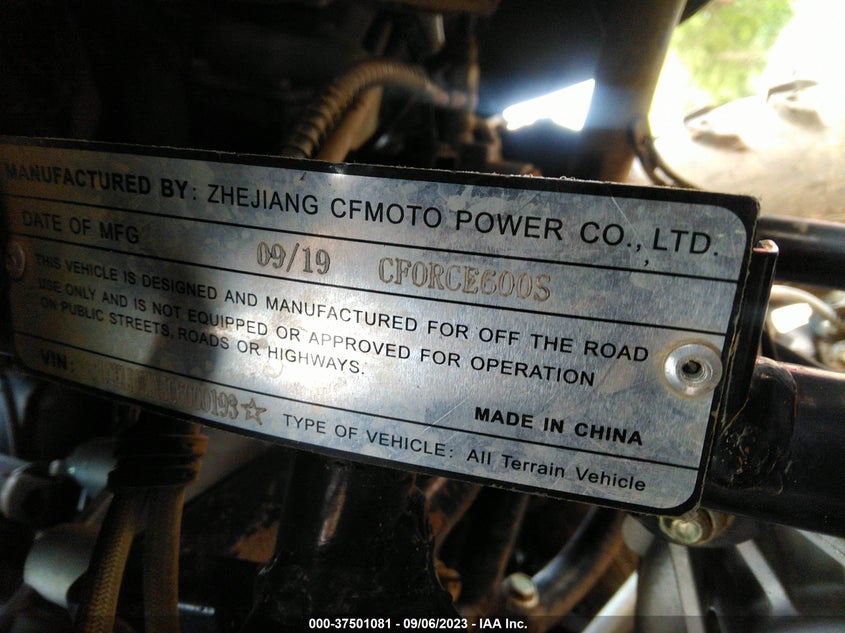 MANUFACTURED BY: ZHEJIANG CFMOTO POWER CO., LTD.
DATE OF MFG 09/19 CFORCE600S
THIS VEHICLE IS DESIGNED AND MANUFACTURED FOR OFF THE ROAD
USE ONLY AND IS NOT EQUIPPED OR APPROVED FOR OPERATION
ON PUBLIC STREETS, ROADS OR HIGHWAYS.
MADE IN CHINA
VIN:
TYPE OF VEHICLE: All Terrain Vehicle
000-37501081 - 09/06/2023 - IAA Inc.